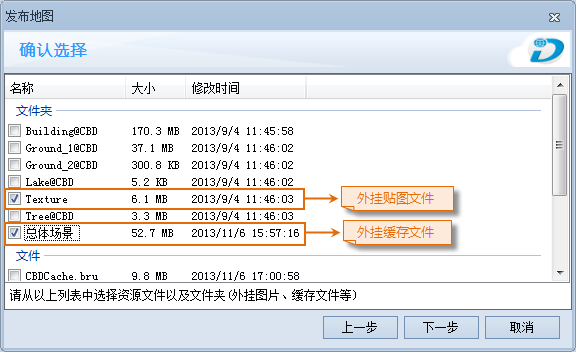 发布地图
确认选择
名称 大小 修改时间
文件夹
Building@CBD 170.3 MB 2013/9/4 11:45:58
Ground_1@CBD 37.1 MB 2013/9/4 11:46:02
Ground_2@CBD 300.8 KB 2013/9/4 11:46:02
Lake@CBD 5.2 KB 2013/9/4 11:46:02
Texture 6.1 MB 2013/9/4 11:46:03 外挂贴图文件
Tree@CBD 3.3 MB 2013/9/4 11:46:03
总体场景 52.7 MB 2013/11/6 15:57:16 外挂缓存文件
文件
CBDCache.bru 9.8 MB 2013/11/6 17:00:58
请从以上列表中选择资源文件以及文件夹(外挂图片、缓存文件等)
上一步 下一步 取消